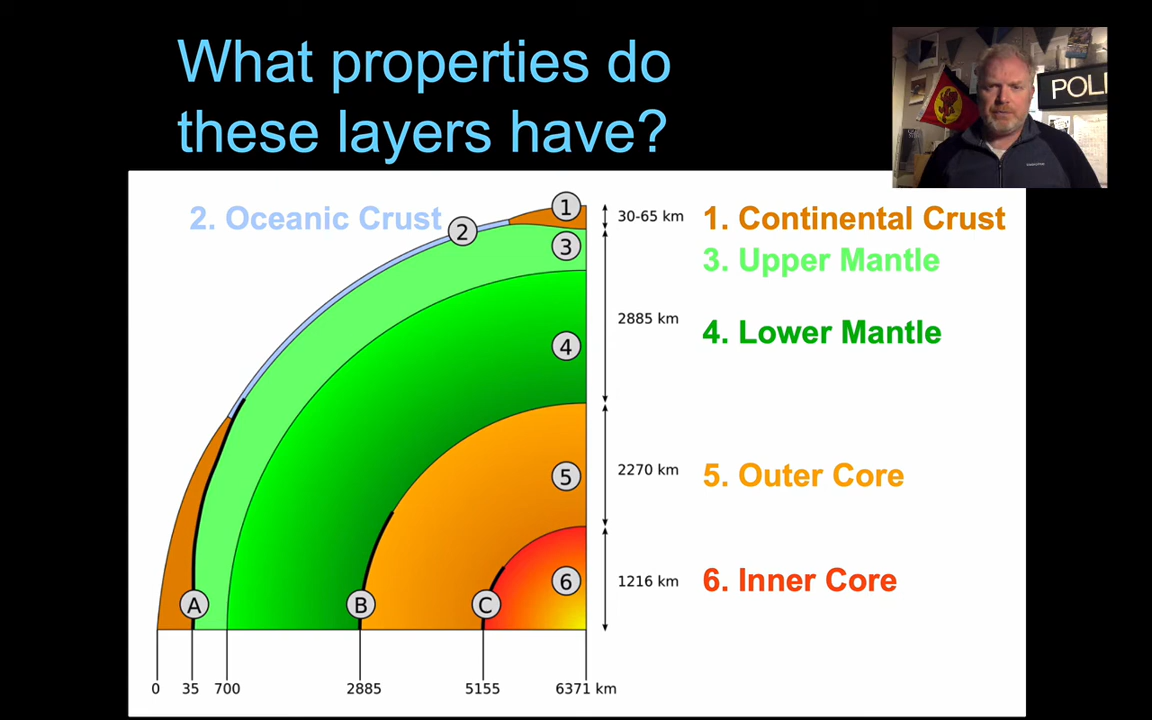 What properties do
these layers have?
POLI
2. Oceanic Crust
1
30-65 km
1. Continental Crust
2
3
3. Upper Mantle
2885 km
4. Lower Mantle
4
2270 km
5. Outer Core
5
1216 km
6. Inner Core
6
A
B
C
0
35
700
2885
5155
6371 km